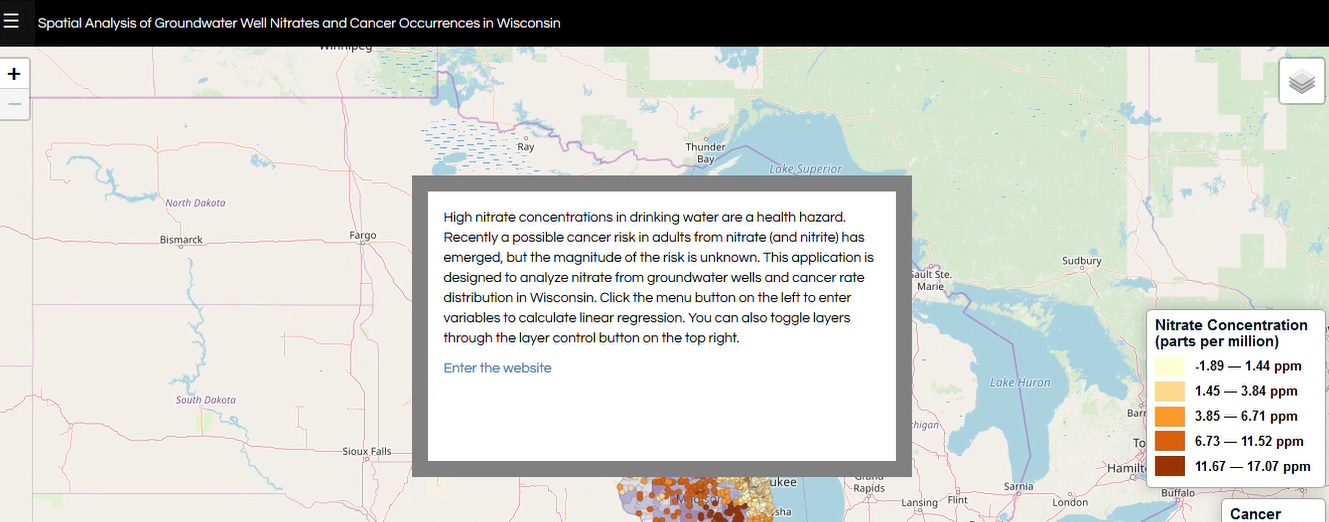 ☰ Spatial Analysis of Groundwater Well Nitrates and Cancer Occurrences in Wisconsin
Winnipeg
+
−
Ray
Thunder
Bay
Lake Superior
North Dakota
Bismarck
Fargo
Sault Ste.
Marie
Sudbury
High nitrate concentrations in drinking water are a health hazard.
Recently a possible cancer risk in adults from nitrate (and nitrite) has
emerged, but the magnitude of the risk is unknown. This application is
designed to analyze nitrate from groundwater wells and cancer rate
distribution in Wisconsin. Click the menu button on the left to enter
variables to calculate linear regression. You can also toggle layers
through the layer control button on the top right.
Enter the website
Nitrate Concentration
(parts per million)
-1.89 — 1.44 ppm
1.45 — 3.84 ppm
3.85 — 6.71 ppm
6.73 — 11.52 ppm
11.67 — 17.07 ppm
Lake Huron
South Dakota
Sioux Falls
higan
Barr
To
Hamilt
ukee
Grand
Rapids
Lansing
Flint
Sarnia
London
Buffalo
sha
Cancer